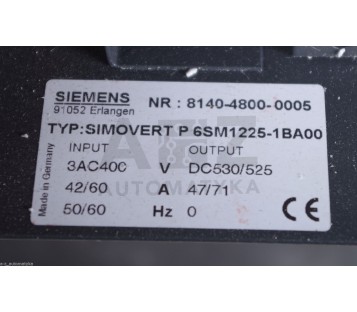 SIEMENS
91052 Erlangen
NR : 8140-4800-0005
TYP:SIMOVERT P 6SM1225-1BA00
INPUT OUTPUT
3AC400 V DC530/525
42/60 A 47/71
50/60 Hz 0
Made in Germany
CE
AUTOMATYKA